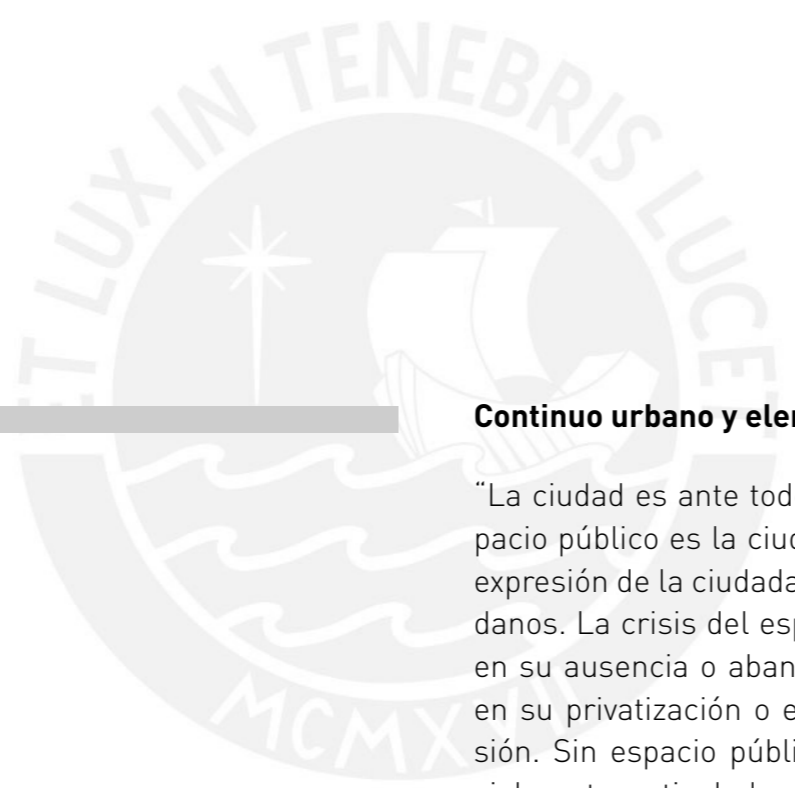 ET LUX IN TENEBRIS LUCET
MCMXVII
Continuo urbano y
“La ciudad es ante
pacio público es la
expresión de la
danos. La crisis del
en su ausencia o
en su privatización o
sión. Sin espacio